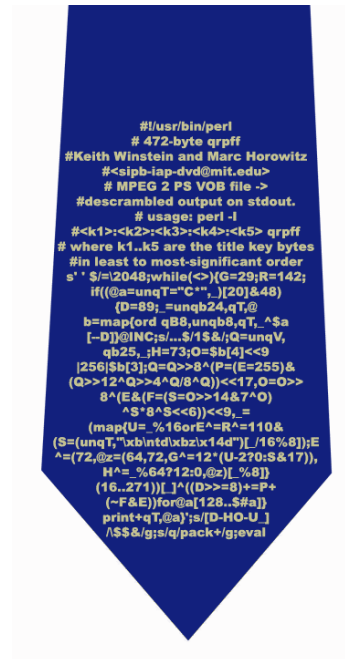 #!/usr/bin/perl
# 472-byte qrpff
#Keith Winstein and Marc Horowitz
#<sipb-iap-dvd@mit.edu>
# MPEG 2 PS VOB file ->
#descrambled output on stdout.
# usage: perl -I
#<k1>:<k2>:<k3>:<k4>:<k5> qrpff
# where k1..k5 are the title key bytes
#in least to most-significant order
s' ' $/=\2048;while(<>){G=29;R=142;
if((@a=unqT="C*",_)[20]&48)
{D=89;_=unqb24,qT,@
b=map{ord qB8,unqb8,qT,_^$a
[--D]}@INC;s/...$/1$&/;Q=unqV,
qb25,_;H=73;O=$b[4]<<9
|256|$b[3];Q=Q>>8^(P=(E=255)&
(Q>>12^Q>>4^Q/8^Q))<<17,O=O>>
8^(E&(F=(S=O>>14&7^O)
^S*8^S<<6))<<9,_=
(map{U=_%16orE^=R^=110&
(S=(unqT,"\xb\ntd\xbz\x14d")[_/16%8]);E
^=(72,@z=(64,72,G^=12*(U-2?0:S&17)),
H^=_%64?12:0,@z)[_%8]}
(16..271))[_]^((D>>=8)+=P+
(~F&E))for@a[128..$#a]}
print+qT,@a}';s/[D-HO-U_]
/\$$&/g;s/q/pack+/g;eval